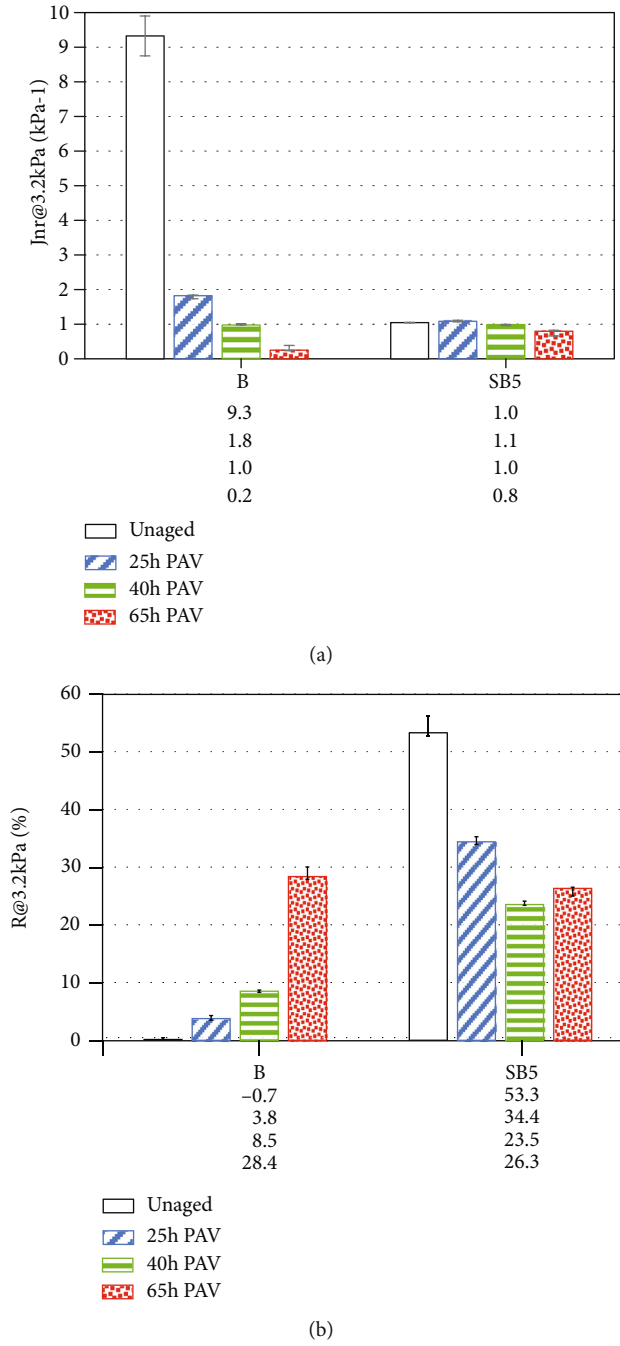 10
9
8
7
6
5
4
3
2
1
0
Jnr@3.2kPa (kPa-1)
B SB5
9.3 1.0
1.8 1.1
1.0 1.0
0.2 0.8
Unaged
25h PAV
40h PAV
65h PAV
(a)
60
50
40
30
20
10
0
R@3.2kPa (%)
B SB5
−0.7 53.3
3.8 34.4
8.5 23.5
28.4 26.3
Unaged
25h PAV
40h PAV
65h PAV
(b)